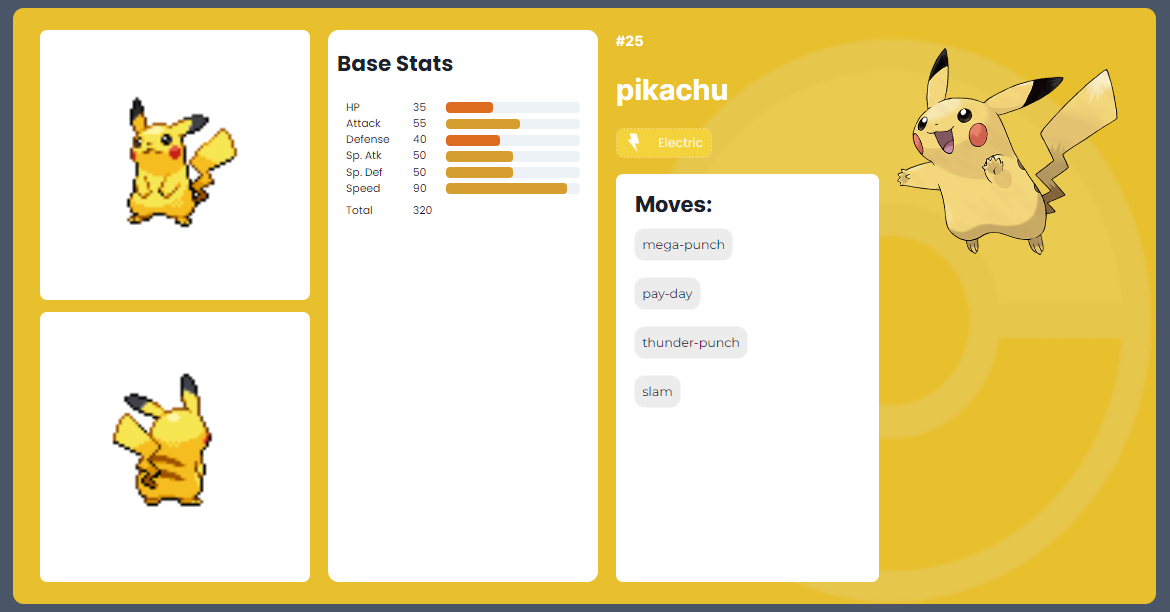 Base Stats
HP 35
Attack 55
Defense 40
Sp. Atk 50
Sp. Def 50
Speed 90
Total 320
#25
pikachu
Electric
Moves:
mega-punch
pay-day
thunder-punch
slam